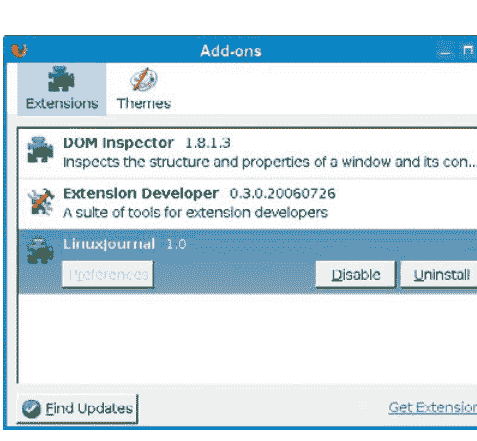 Add-ons
Extensions Themes
DOM Inspector 1.8.1.3
Inspects the structure and properties of a window and its con...
Extension Developer 0.3.0.20060726
A suite of tools for extension developers
LinuxJournal 1.0
Preferences Disable Uninstall
Find Updates Get Extension